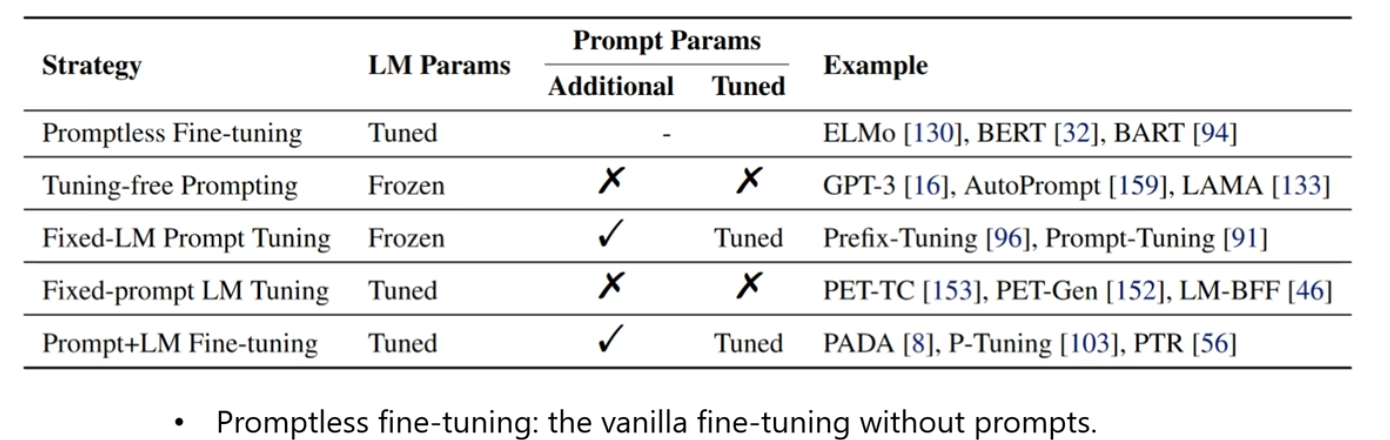 Strategy LM Params Prompt Params Example
Additional Tuned
Promptless Fine-tuning Tuned - ELMo [130], BERT [32], BART [94]
Tuning-free Prompting Frozen ✗ ✗ GPT-3 [16], AutoPrompt [159], LAMA [133]
Fixed-LM Prompt Tuning Frozen ✓ Tuned Prefix-Tuning [96], Prompt-Tuning [91]
Fixed-prompt LM Tuning Tuned ✗ ✗ PET-TC [153], PET-Gen [152], LM-BFF [46]
Prompt+LM Fine-tuning Tuned ✓ Tuned PADA [8], P-Tuning [103], PTR [56]
• Promptless fine-tuning: the vanilla fine-tuning without prompts.